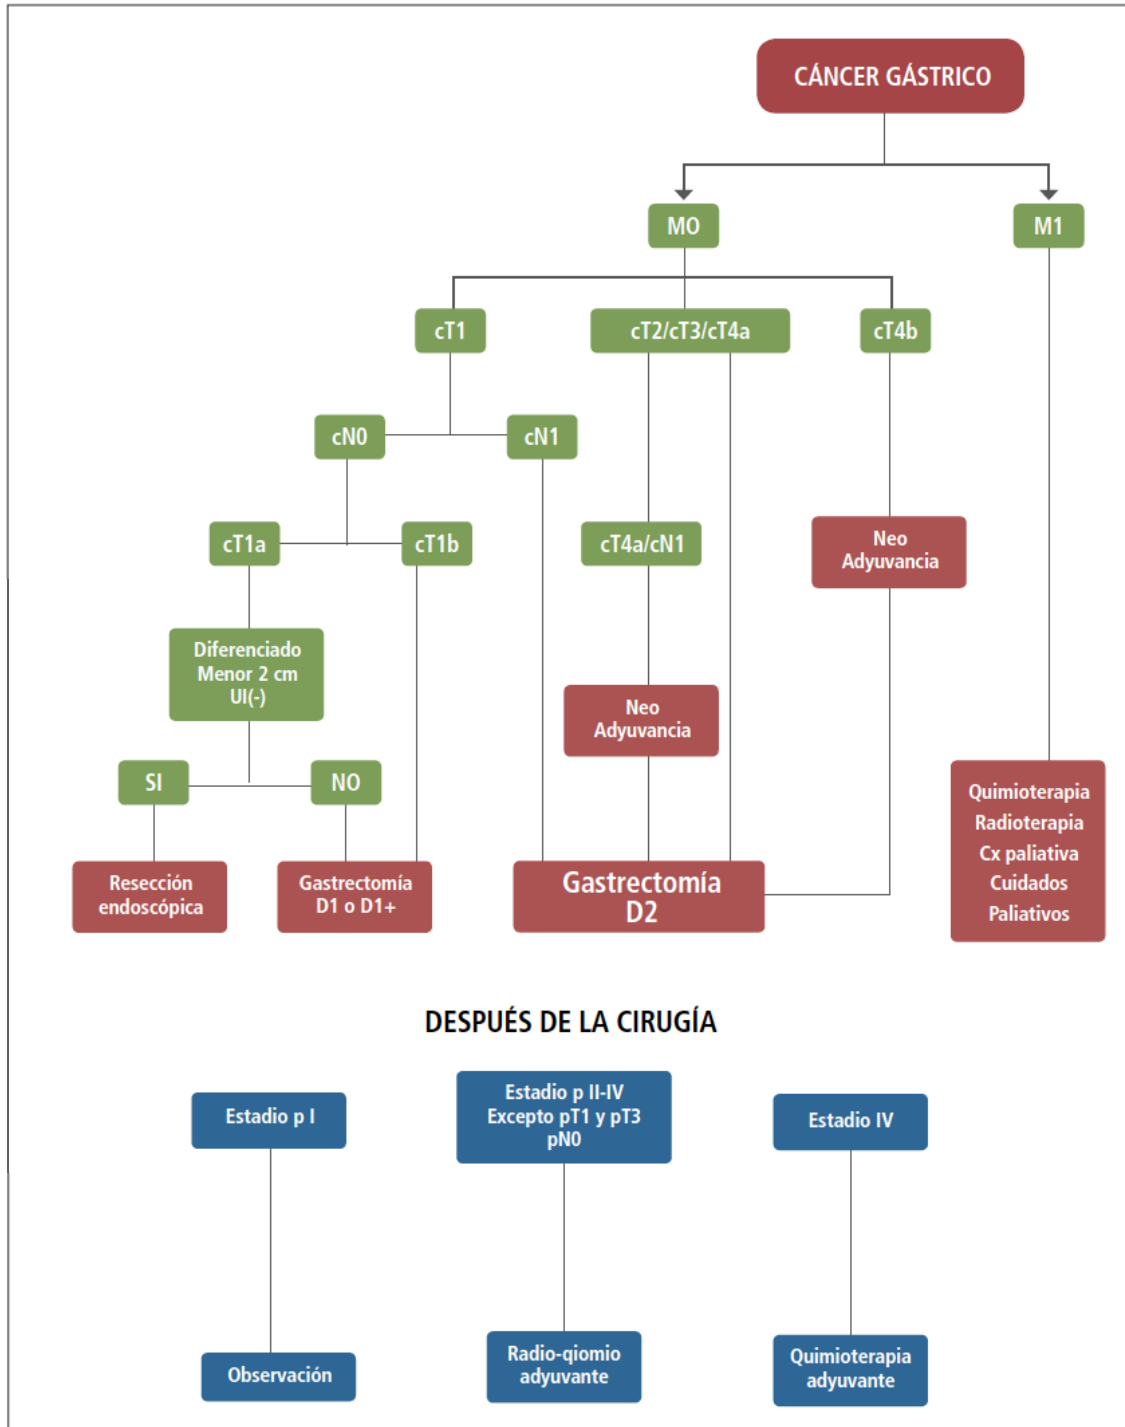 CÁNCER GÁSTRICO
MO
M1
cT1
cT2/cT3/cT4a
cT4b
cN0
cN1
cT1a
cT1b
cT4a/cN1
Neo
Adyuvancia
Diferenciado
Menor 2 cm
UI(-)
Neo
Adyuvancia
SI
NO
Quimioterapia
Radioterapia
Cx paliativa
Cuidados
Paliativos
Resección
endoscópica
Gastrectomía
D1 o D1+
Gastrectomía
D2
DESPUÉS DE LA CIRUGÍA
Estadio p I
Estadio p II-IV
Excepto pT1 y pT3
pN0
Estadio IV
Observación
Radio-qiomio
adyuvante
Quimioterapia
adyuvante